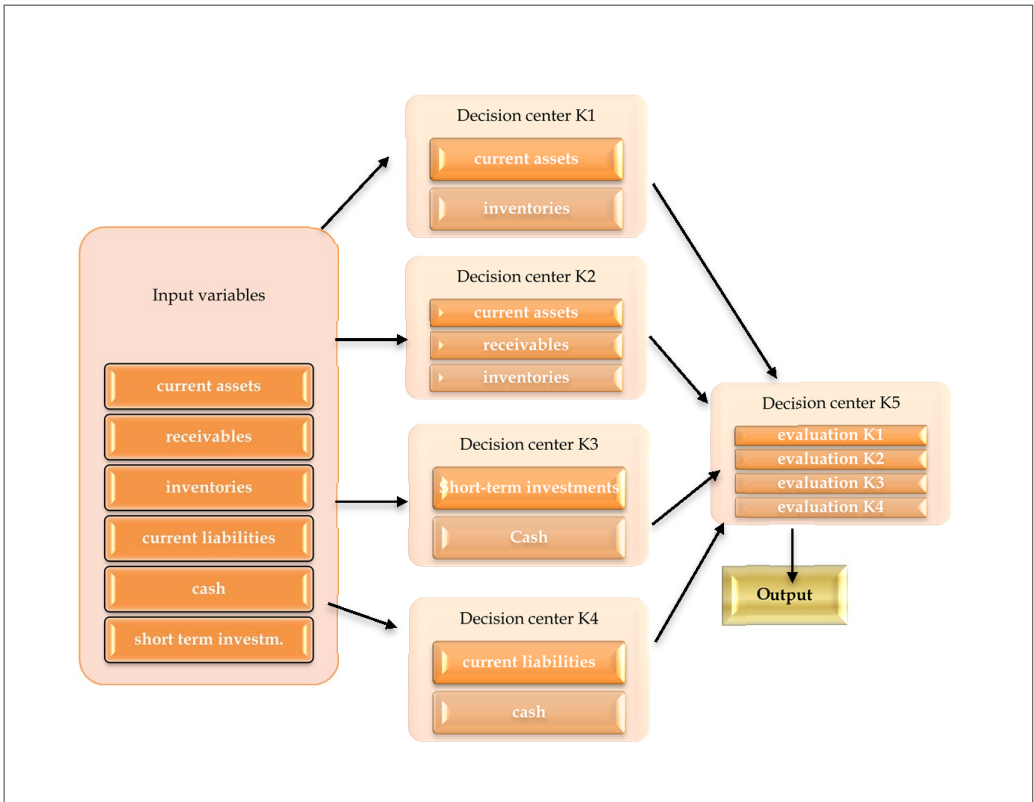 Input variables
current assets
receivables
inventories
current liabilities
cash
short term investm.
Decision center K1
current assets
inventories
Decision center K2
current assets
receivables
inventories
Decision center K3
Short-term investments
Cash
Decision center K4
current liabilities
cash
Decision center K5
evaluation K1
evaluation K2
evaluation K3
evaluation K4
Output